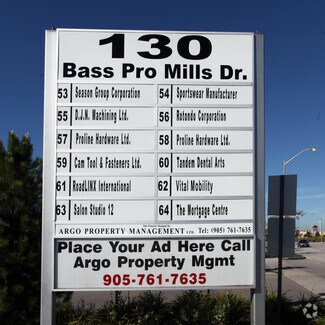 130
Bass Pro Mills Dr.
53 Season Group Corporation 54 Sportswear Manufacturer
55 D.J.N. Machining Ltd. 56 Rotondo Corporation
57 Proline Hardware Ltd. 58 Proline Hardware Ltd.
59 Cam Tool & Fasteners Ltd. 60 Tandem Dental Arts
61 RoadLINX International 62 Vital Mobility
63 Salon Studio 12 64 The Mortgage Centre
ARGO PROPERTY MANAGEMENT LTD. Tel: (905) 761-7635
Place Your Ad Here Call
Argo Property Mgmt
905-761-7635